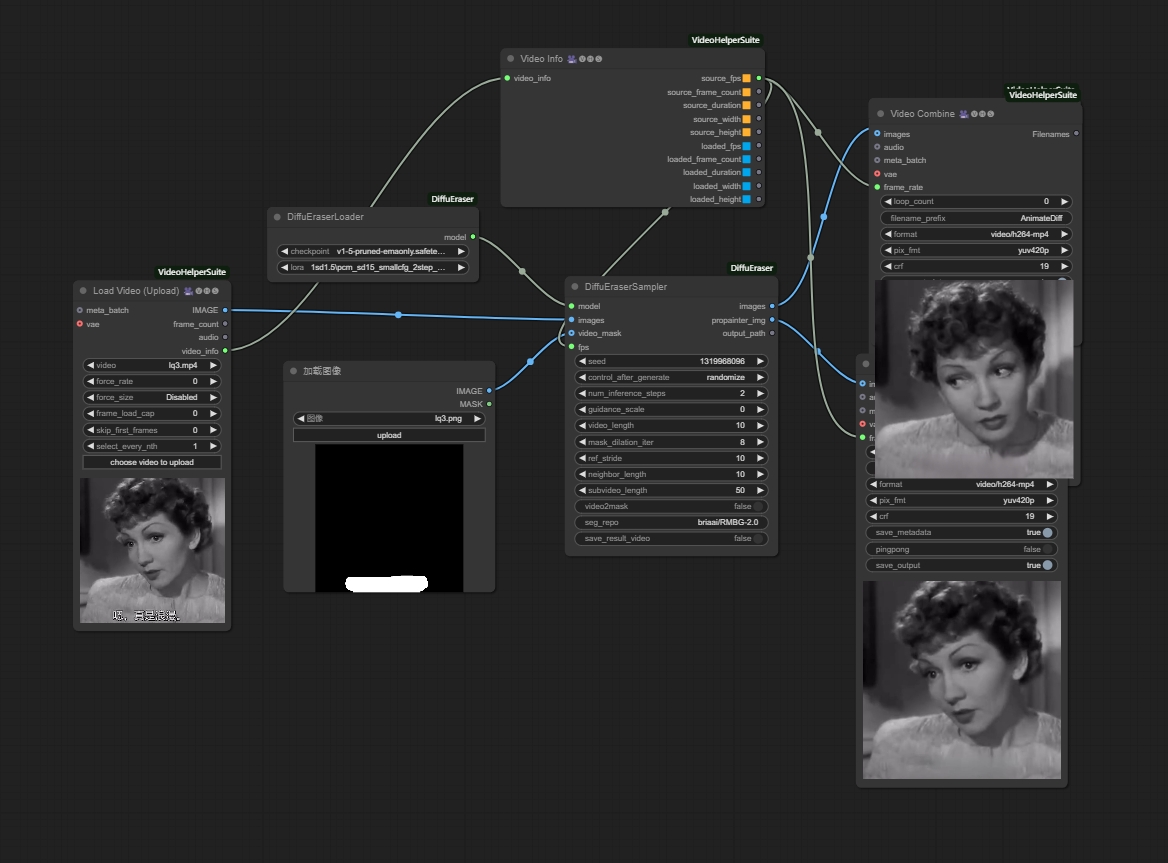 VideoHelperSuite
Video Info
video_info
source_fps
source_frame_count
source_duration
source_width
source_height
loaded_fps
loaded_frame_count
loaded_duration
loaded_width
loaded_height
DiffuEraser
DiffuEraserLoader
model
checkpoint v1-5-pruned-emaonly.safete...
lora 1sd1.5\pcm_sd15_smallcfg_2step_...
VideoHelperSuite
Load Video (Upload)
meta_batch IMAGE
vae frame_count
audio
video_info
video lq3.mp4
force_rate 0
force_size Disabled
frame_load_cap 0
skip_first_frames 0
select_every_nth 1
choose video to upload
嗯，真是浪漫
加载图像
IMAGE
MASK
图像 lq3.png
upload
DiffuEraser
DiffuEraserSampler
model images
images propainter_img
video_mask output_path
fps
seed 1319968096
control_after_generate randomize
num_inference_steps 2
guidance_scale 0
video_length 10
mask_dilation_iter 8
ref_stride 10
neighbor_length 10
subvideo_length 50
video2mask false
seg_repo briaai/RMBG-2.0
save_result_video false
VideoHelperSuite
Video Combine
images Filenames
audio
meta_batch
vae
frame_rate
loop_count 0
filename_prefix AnimateDiff
format video/h264-mp4
pix_fmt yuv420p
crf 19
format video/h264-mp4
pix_fmt yuv420p
crf 19
save_metadata true
pingpong false
save_output true